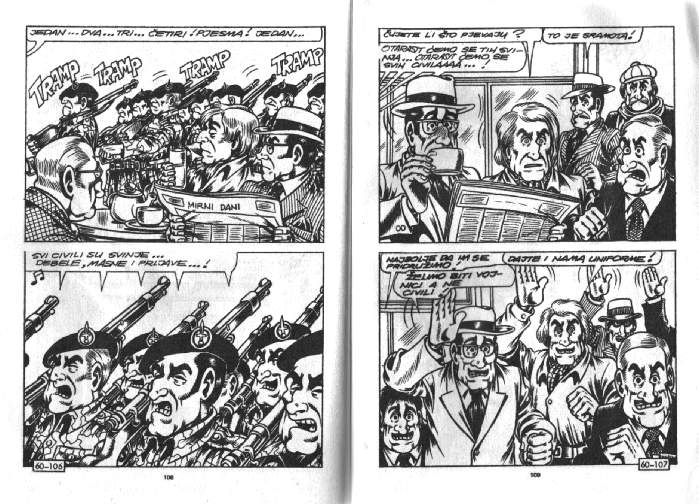 JEDAN... DVA... TRI... ČETIRI! PJESMA! JEDAN...
TRAMP
TRAMP
TRAMP
TRAMP
MIRNI DANI
SVI CIVILI SU SVINJE...
DEBELE, MASNE I PRLJAVE...!
60-106
106
ČUJETE LI ŠTO PJEVAJU?
OTARASIT ĆEMO SE TIH SVI-
NJA... OTARASIT ĆEMO SE
SVIH CIVILAAAA...!
TO JE SRAMOTA!
NAJBOLJE DA IM SE
PRIDRUŽIMO!
ŽELIMO BITI VOJ-
NICI A NE
CIVILI!
DAJTE I NAMA UNIFORME!
60-107